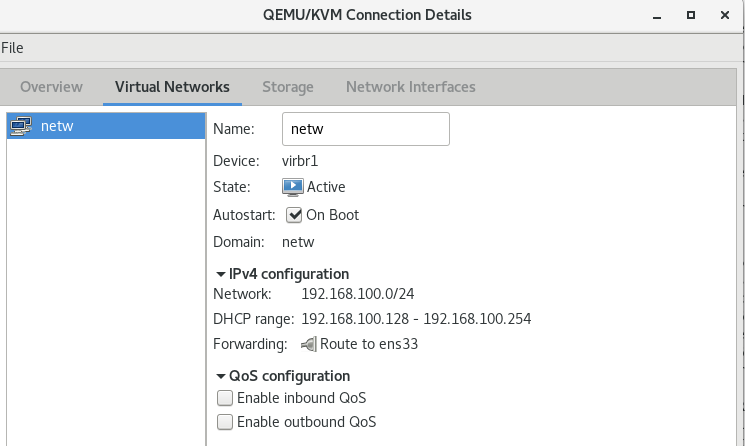 QEMU/KVM Connection Details
File
Overview Virtual Networks Storage Network Interfaces
netw
Name: netw
Device: virbr1
State: Active
Autostart: On Boot
Domain: netw
IPv4 configuration
Network: 192.168.100.0/24
DHCP range: 192.168.100.128 - 192.168.100.254
Forwarding: Route to ens33
QoS configuration
Enable inbound QoS
Enable outbound QoS